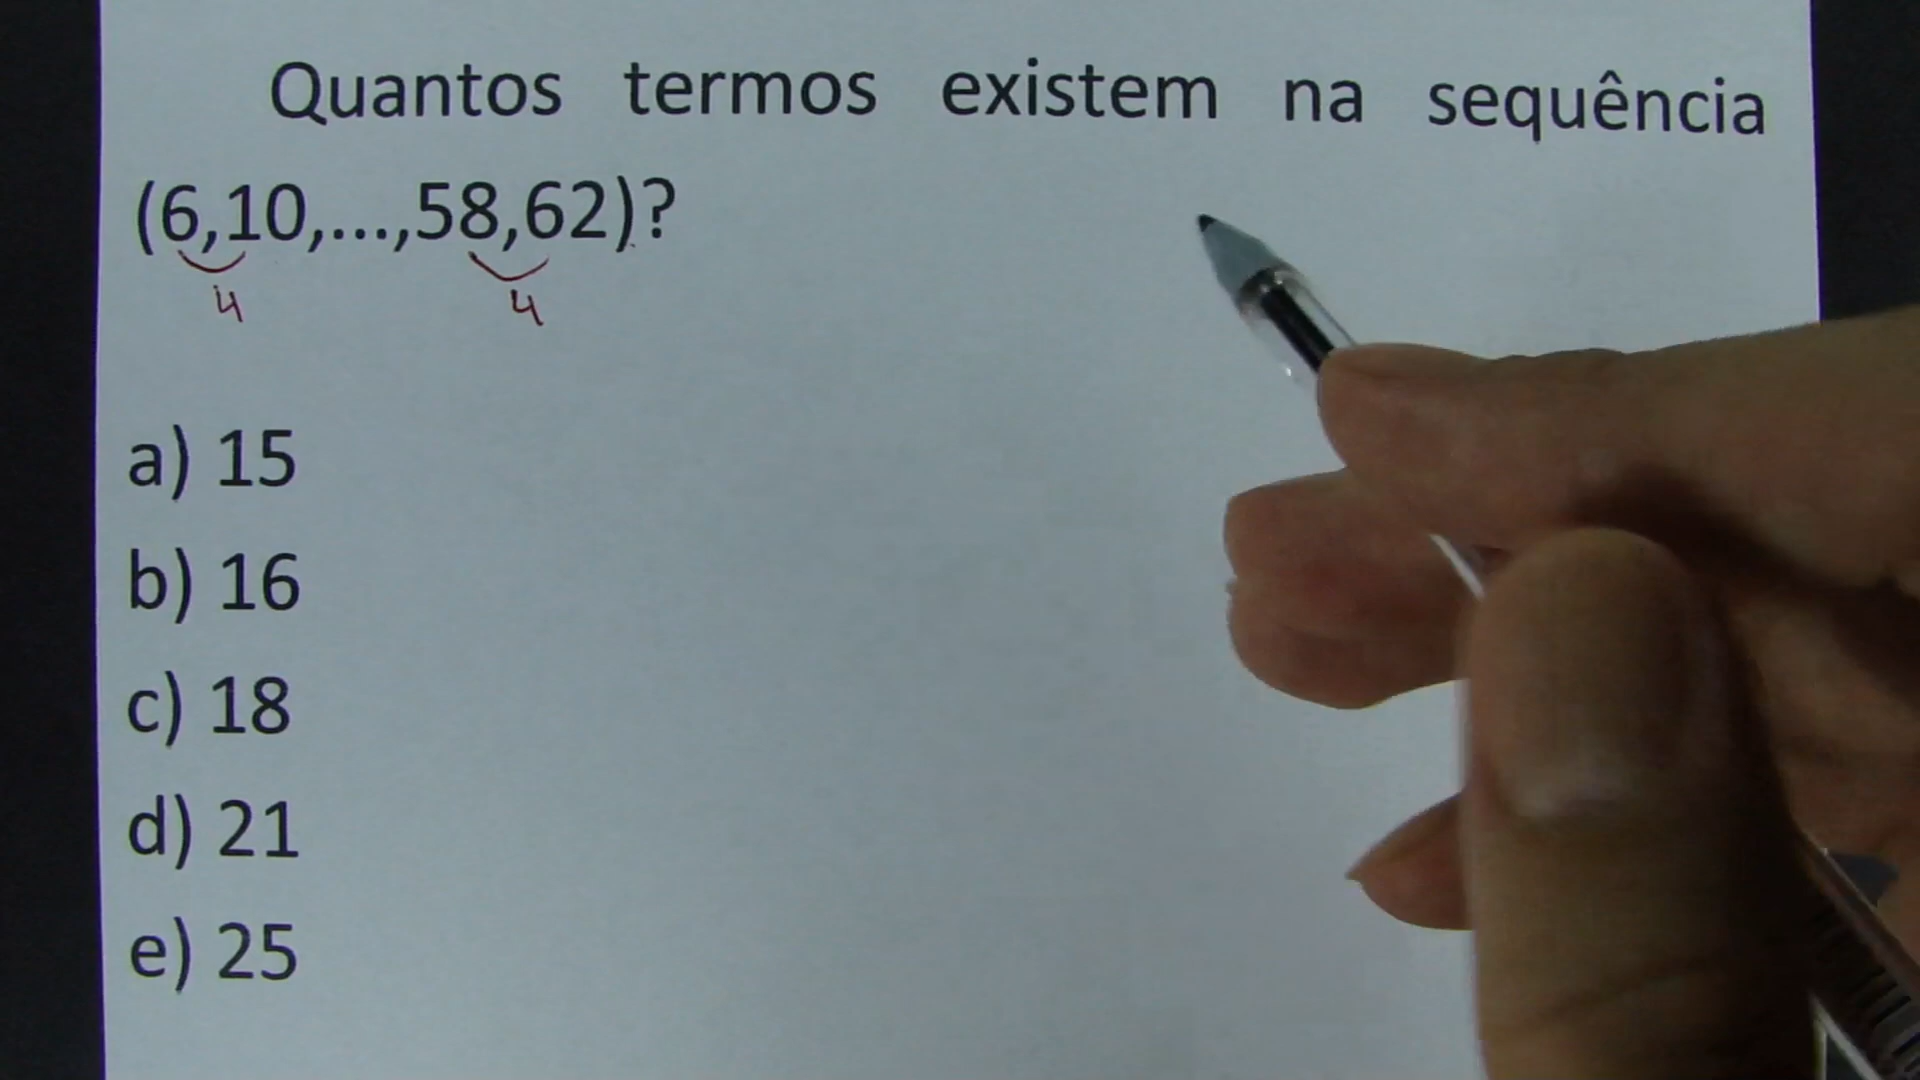 Quantos termos existem na sequência
(6,10,...,58,62)?
4 4
a) 15
b) 16
c) 18
d) 21
e) 25